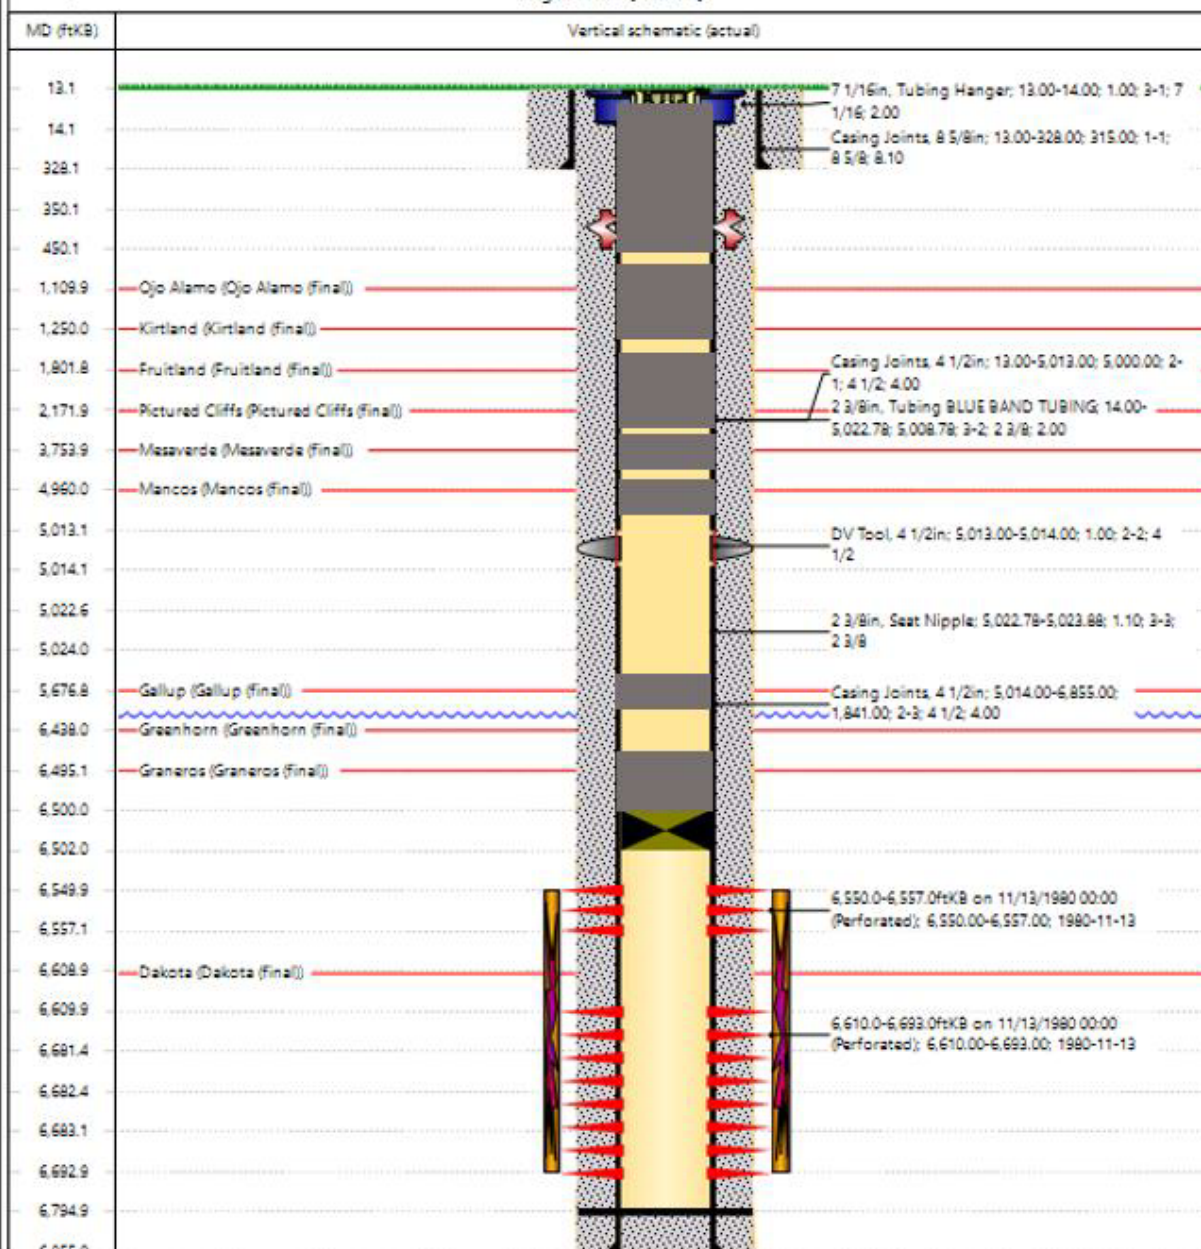 MD (ftKB)
Vertical schematic (actual)
13.1
7 1/16in, Tubing Hanger; 13.00-14.00; 1.00; 3-1; 7
1/16; 2.00
14.1
Casing Joints, 8 5/8in; 13.00-328.00; 315.00; 1-1;
8 5/8; 8.10
328.1
350.1
450.1
1,109.9
Ojo Alamo (Ojo Alamo (final))
1,250.0
Kirtland (Kirtland (final))
1,801.8
Fruitland (Fruitland (final))
Casing Joints, 4 1/2in; 13.00-5,013.00; 5,000.00; 2-
1; 4 1/2; 4.00
2,171.9
Pictured Cliffs (Pictured Cliffs (final))
2 3/8in, Tubing BLUE BAND TUBING; 14.00-
5,022.78; 5,008.78; 3-2; 2 3/8; 2.00
3,753.9
Mesaverde (Mesaverde (final))
4,960.0
Mancos (Mancos (final))
5,013.1
DV Tool, 4 1/2in; 5,013.00-5,014.00; 1.00; 2-2; 4
1/2
5,014.1
5,022.6
2 3/8in, Seat Nipple; 5,022.78-5,023.88; 1.10; 3-3;
2 3/8
5,024.0
5,676.8
Gallup (Gallup (final))
Casing Joints, 4 1/2in; 5,014.00-6,855.00;
1,841.00; 2-3; 4 1/2; 4.00
6,438.0
Greenhorn (Greenhorn (final))
6,495.1
Graneros (Graneros (final))
6,500.0
6,502.0
6,549.9
6,550.0-6,557.0ftKB on 11/13/1980 00:00
(Perforated); 6,550.00-6,557.00; 1980-11-13
6,557.1
6,608.9
Dakota (Dakota (final))
6,609.9
6,610.0-6,693.0ftKB on 11/13/1980 00:00
(Perforated); 6,610.00-6,693.00; 1980-11-13
6,681.4
6,682.4
6,683.1
6,692.9
6,794.9